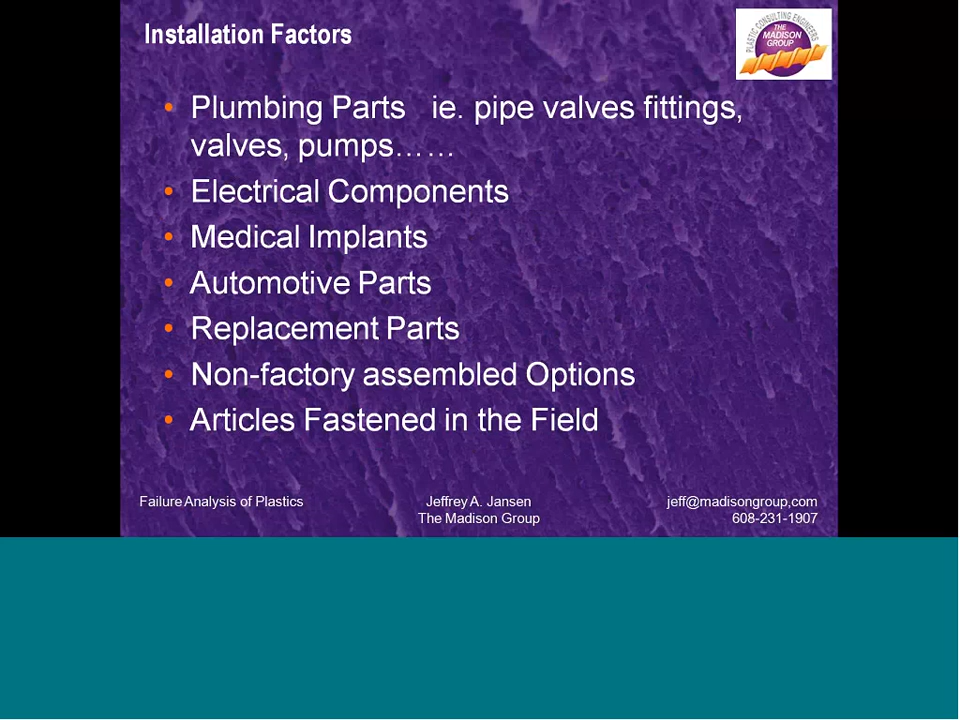 Installation Factors
PLASTIC CONSULTING ENGINEERS
THE
MADISON
GROUP
• Plumbing Parts ie. pipe valves fittings,
valves, pumps……
• Electrical Components
• Medical Implants
• Automotive Parts
• Replacement Parts
• Non-factory assembled Options
• Articles Fastened in the Field
Failure Analysis of Plastics
Jeffrey A. Jansen
The Madison Group
jeff@madisongroup,com
608-231-1907